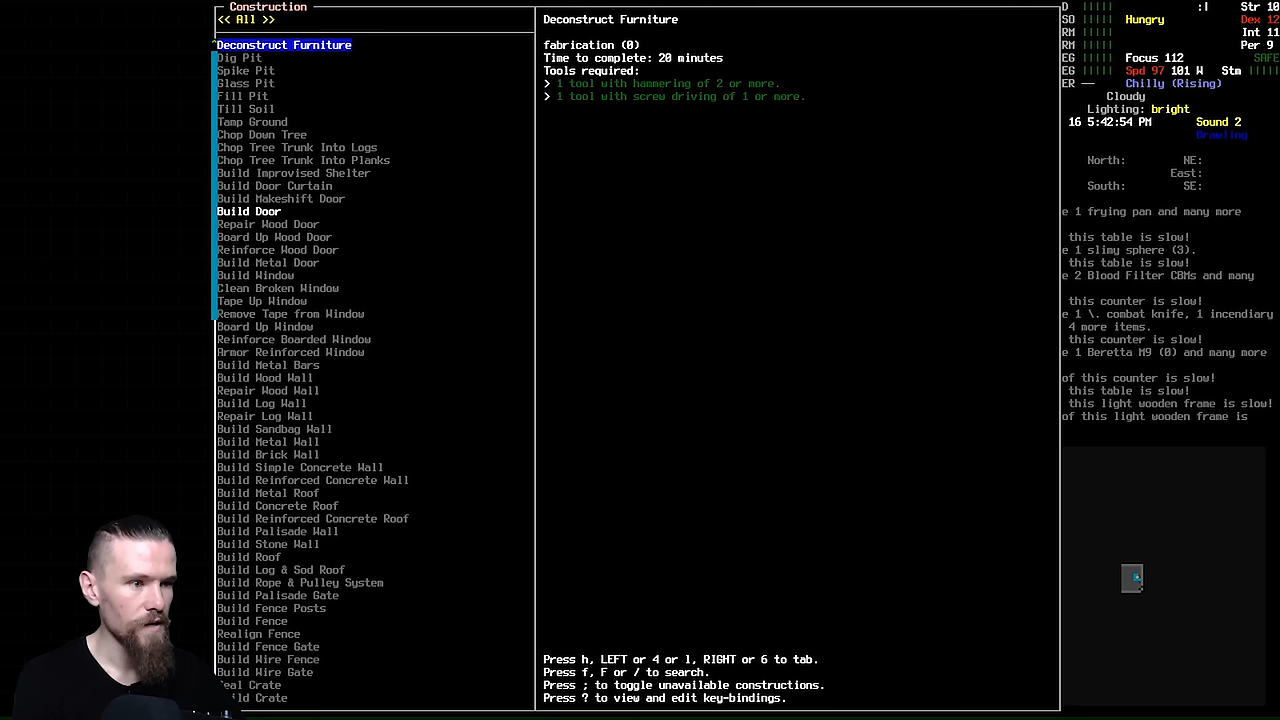 Construction
<< All >>
Deconstruct Furniture
Dig Pit
Spike Pit
Glass Pit
Fill Pit
Till Soil
Tamp Ground
Chop Down Tree
Chop Tree Trunk Into Logs
Chop Tree Trunk Into Planks
Build Improvised Shelter
Build Door Curtain
Build Makeshift Door
Build Door
Repair Wood Door
Board Up Wood Door
Reinforce Wood Door
Build Metal Door
Build Window
Clean Broken Window
Tape Up Window
Remove Tape from Window
Board Up Window
Reinforce Boarded Window
Armor Reinforced Window
Build Metal Bars
Build Wood Wall
Repair Wood Wall
Build Log Wall
Repair Log Wall
Build Sandbag Wall
Build Metal Wall
Build Brick Wall
Build Simple Concrete Wall
Build Reinforced Concrete Wall
Build Metal Roof
Build Concrete Roof
Build Reinforced Concrete Roof
Build Palisade Wall
Build Stone Wall
Build Roof
Build Log & Sod Roof
Build Rope & Pulley System
Build Palisade Gate
Build Fence Posts
Build Fence
Realign Fence
Build Fence Gate
Build Wire Fence
Build Wire Gate
eal Crate
ild Crate
Deconstruct Furniture
fabrication (0)
Time to complete: 20 minutes
Tools required:
> 1 tool with hammering of 2 or more.
> 1 tool with screw driving of 1 or more.
Press h, LEFT or 4 or l, RIGHT or 6 to tab.
Press f, F or / to search.
Press ; to toggle unavailable constructions.
Press ? to view and edit key-bindings.
D ||||| :| Str 10
SO ||||| Hungry Dex 12
RM ||||| Int 11
RM ||||| Per 9
EG ||||| Focus 112 SAFE
EG ||||| Spd 97 101 W Stm |||||
ER —— Chilly (Rising)
Cloudy
Lighting: bright
16 5:42:54 PM Sound 2
Brawling
North: NE:
East:
South: SE:
e 1 frying pan and many more
this table is slow!
e 1 slimy sphere (3).
this table is slow!
e 2 Blood Filter CBMs and many
this counter is slow!
e 1 \. combat knife, 1 incendiary
4 more items.
this counter is slow!
e 1 Beretta M9 (0) and many more
of this counter is slow!
this table is slow!
this light wooden frame is slow!
of this light wooden frame is